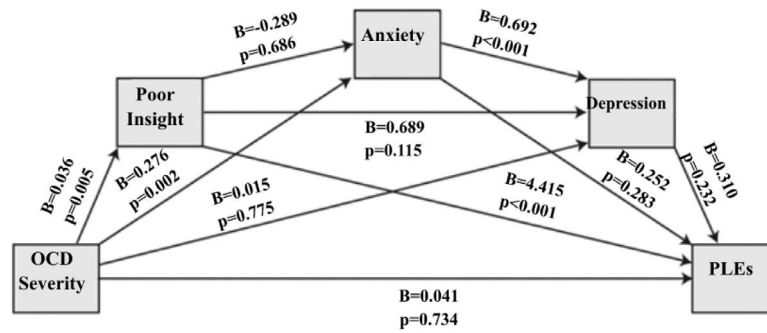 B=-0.289
p=0.686
Anxiety
B=0.692
p<0.001
Poor
Insight
Depression
B=0.689
p=0.115
B=0.036
p=0.005
B=0.276
p=0.002
B=0.015
p=0.775
B=4.415
p<0.001
B=0.252
p=0.283
B=0.310
p=0.232
OCD
Severity
PLEs
B=0.041
p=0.734